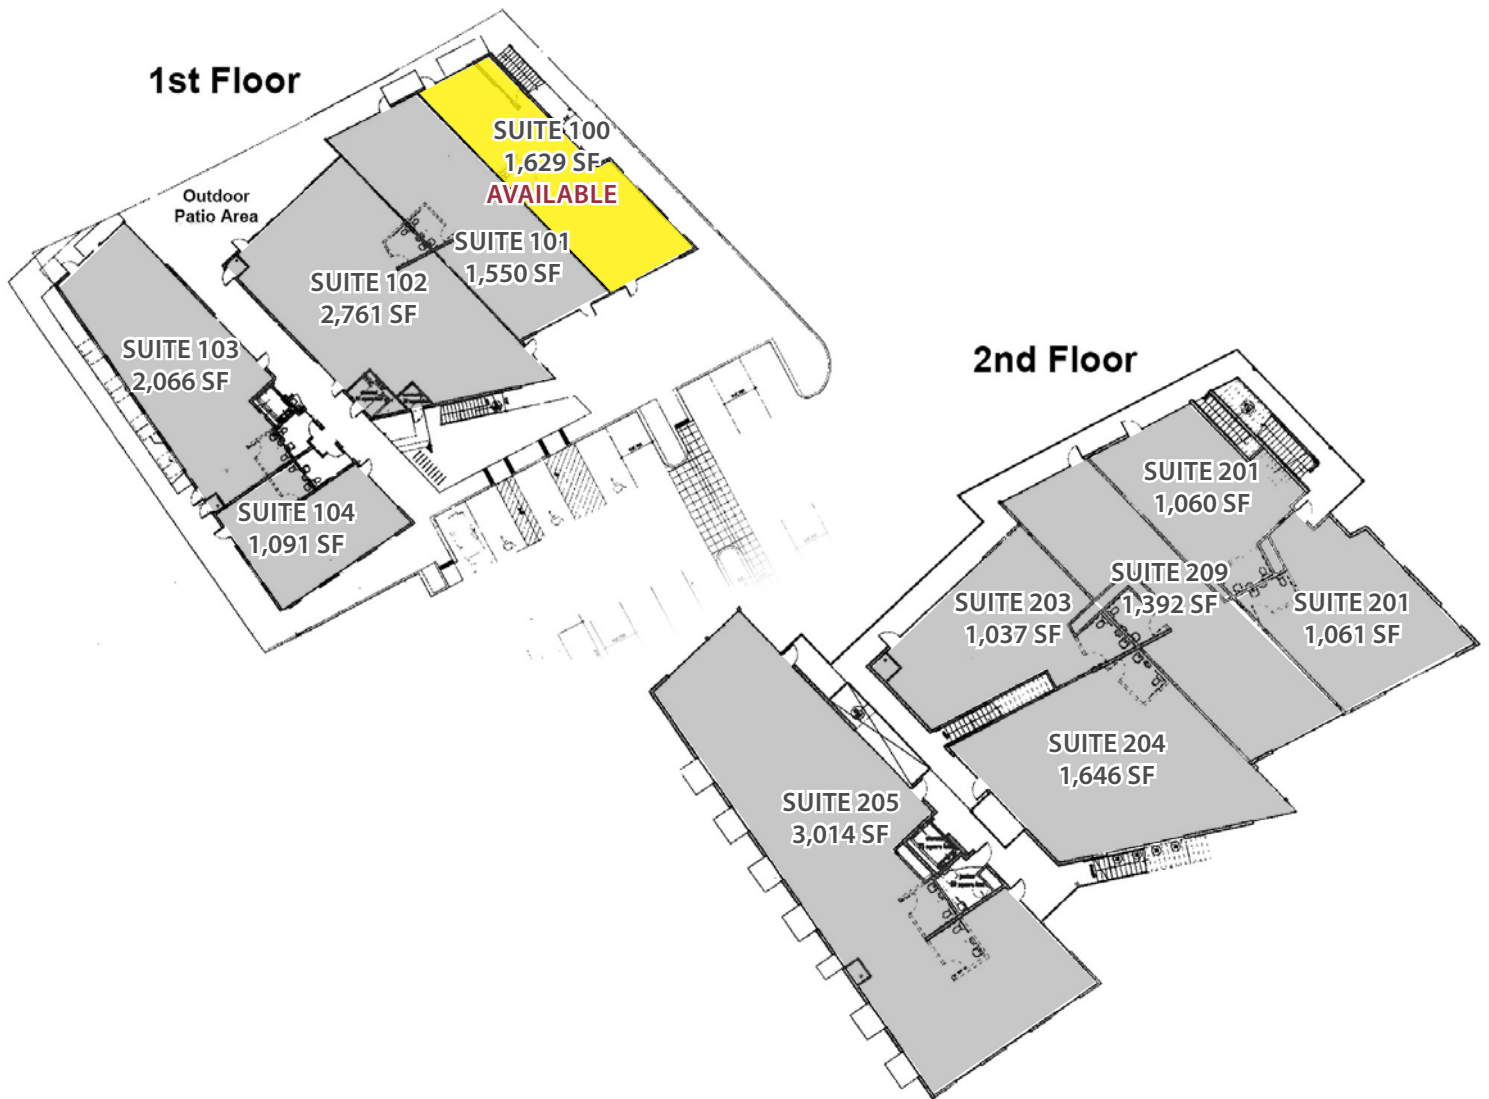 1st Floor
SUITE 100
1,629 SF
AVAILABLE
Outdoor
Patio Area
SUITE 101
1,550 SF
SUITE 102
2,761 SF
SUITE 103
2,066 SF
SUITE 104
1,091 SF
2nd Floor
SUITE 201
1,060 SF
SUITE 209
1,392 SF
SUITE 203
1,037 SF
SUITE 201
1,061 SF
SUITE 204
1,646 SF
SUITE 205
3,014 SF